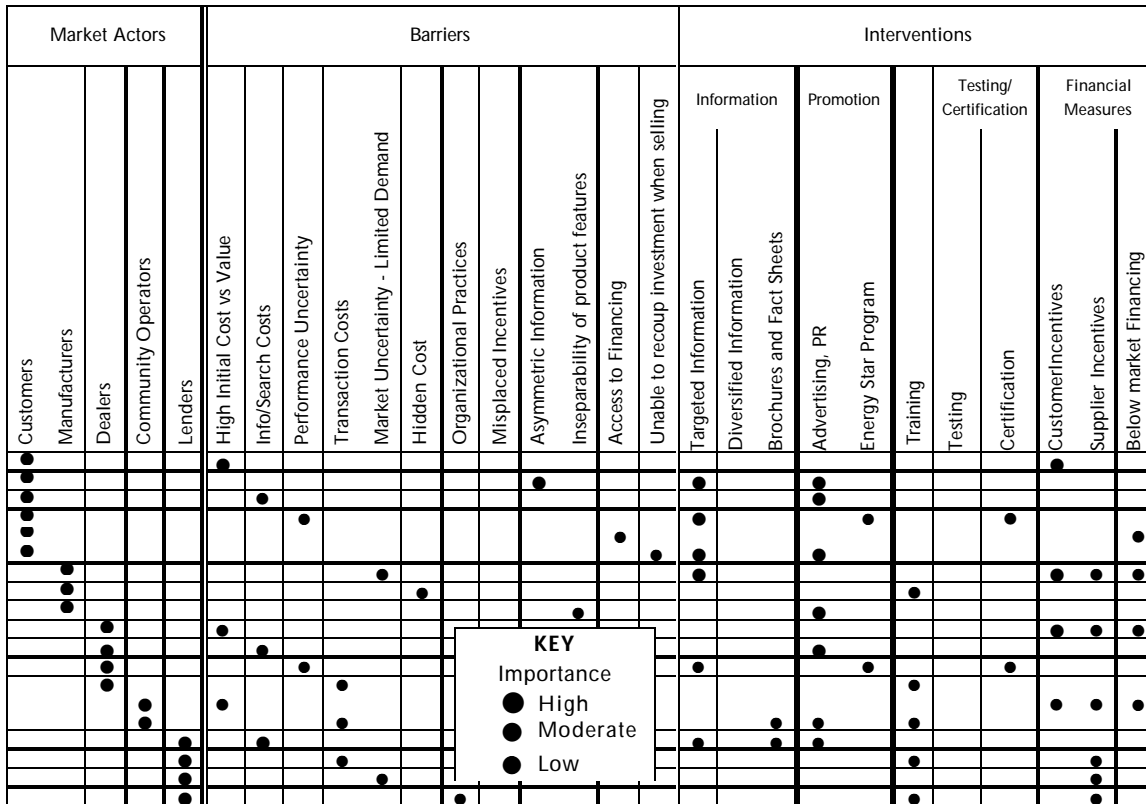 Market Actors
Barriers
Interventions
Information
Promotion
Testing/
Certification
Financial
Measures
Customers
Manufacturers
Dealers
Community Operators
Lenders
High Initial Cost vs Value
Info/Search Costs
Performance Uncertainty
Transaction Costs
Market Uncertainty - Limited Demand
Hidden Cost
Organizational Practices
Misplaced Incentives
Asymmetric Information
Inseparability of product features
Access to Financing
Unable to recoup investment when selling
Targeted Information
Diversified Information
Brochures and Fact Sheets
Advertising, PR
Energy Star Program
Training
Testing
Certification
CustomerIncentives
Supplier Incentives
Below market Financing
KEY
Importance
High
Moderate
Low